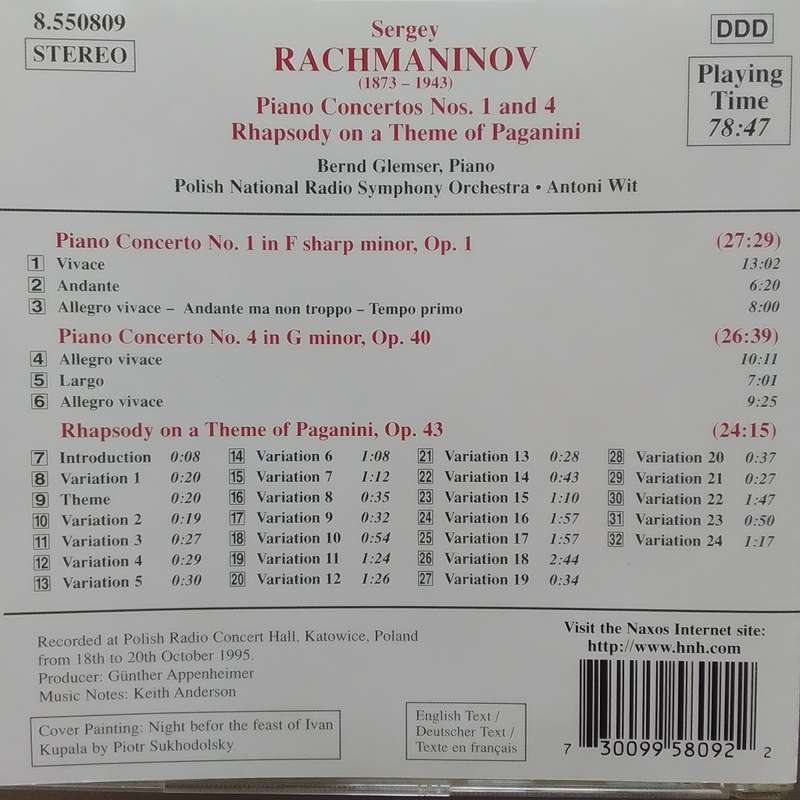 8.550809
STEREO
Sergey
RACHMANINOV
(1873 – 1943)
Piano Concertos Nos. 1 and 4
Rhapsody on a Theme of Paganini
DDD
Playing
Time
78:47
Bernd Glemser, Piano
Polish National Radio Symphony Orchestra • Antoni Wit
Piano Concerto No. 1 in F sharp minor, Op. 1 (27:29)
1 Vivace 13:02
2 Andante 6:20
3 Allegro vivace – Andante ma non troppo – Tempo primo 8:00
Piano Concerto No. 4 in G minor, Op. 40 (26:39)
4 Allegro vivace 10:11
5 Largo 7:01
6 Allegro vivace 9:25
Rhapsody on a Theme of Paganini, Op. 43 (24:15)
7 Introduction 0:08
8 Variation 1 0:20
9 Theme 0:20
10 Variation 2 0:19
11 Variation 3 0:27
12 Variation 4 0:29
13 Variation 5 0:30
14 Variation 6 1:08
15 Variation 7 1:12
16 Variation 8 0:35
17 Variation 9 0:32
18 Variation 10 0:54
19 Variation 11 1:24
20 Variation 12 1:26
21 Variation 13 0:28
22 Variation 14 0:43
23 Variation 15 1:10
24 Variation 16 1:57
25 Variation 17 1:57
26 Variation 18 2:44
27 Variation 19 0:34
28 Variation 20 0:37
29 Variation 21 0:27
30 Variation 22 1:47
31 Variation 23 0:50
32 Variation 24 1:17
Recorded at Polish Radio Concert Hall, Katowice, Poland
from 18th to 20th October 1995.
Producer: Günther Appenheimer
Music Notes: Keith Anderson
Cover Painting: Night befor the feast of Ivan
Kupala by Piotr Sukhodolsky
English Text /
Deutscher Text /
Texte en français
Visit the Naxos Internet site:
http://www.hnh.com
7 30099 58092 2